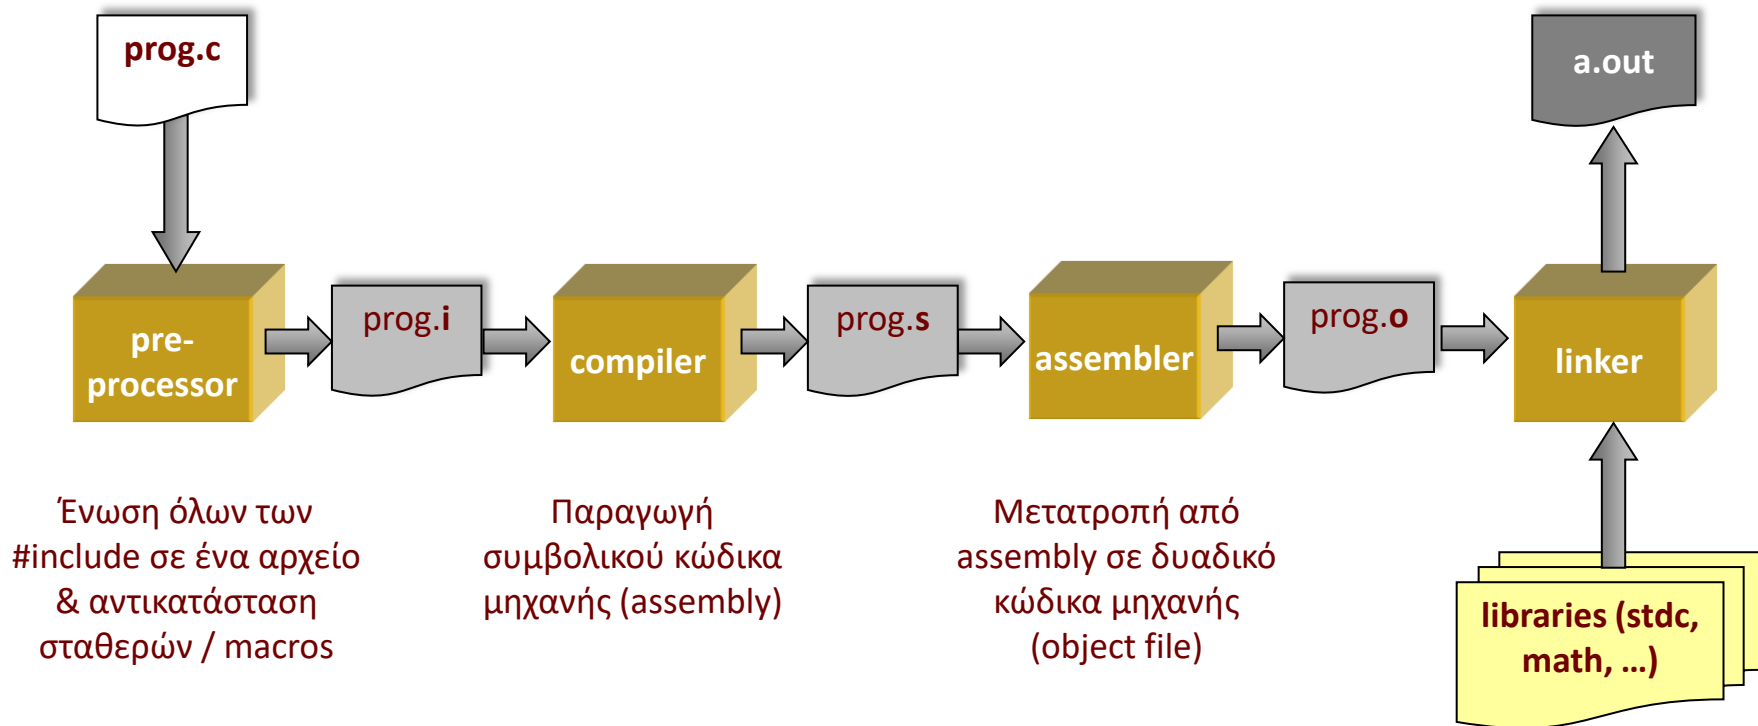 prog.c
a.out
pre-
processor
prog.i
compiler
prog.s
assembler
prog.o
linker
Ένωση όλων των
#include σε ένα αρχείο
& αντικατάσταση
σταθερών / macros
Παραγωγή
συμβολικού κώδικα
μηχανής (assembly)
Μετατροπή από
assembly σε δυαδικό
κώδικα μηχανής
(object file)
libraries (stdc,
math, ...)